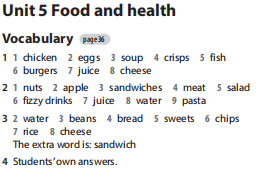 Unit 5 Food and health
Vocabulary page 36
1 1 chicken 2 eggs 3 soup 4 crisps 5 fish
6 burgers 7 juice 8 cheese
2 1 nuts 2 apple 3 sandwiches 4 meat 5 salad
6 fizzy drinks 7 juice 8 water 9 pasta
3 2 water 3 beans 4 bread 5 sweets 6 chips
7 rice 8 cheese
The extra word is: sandwich
4 Students' own answers.